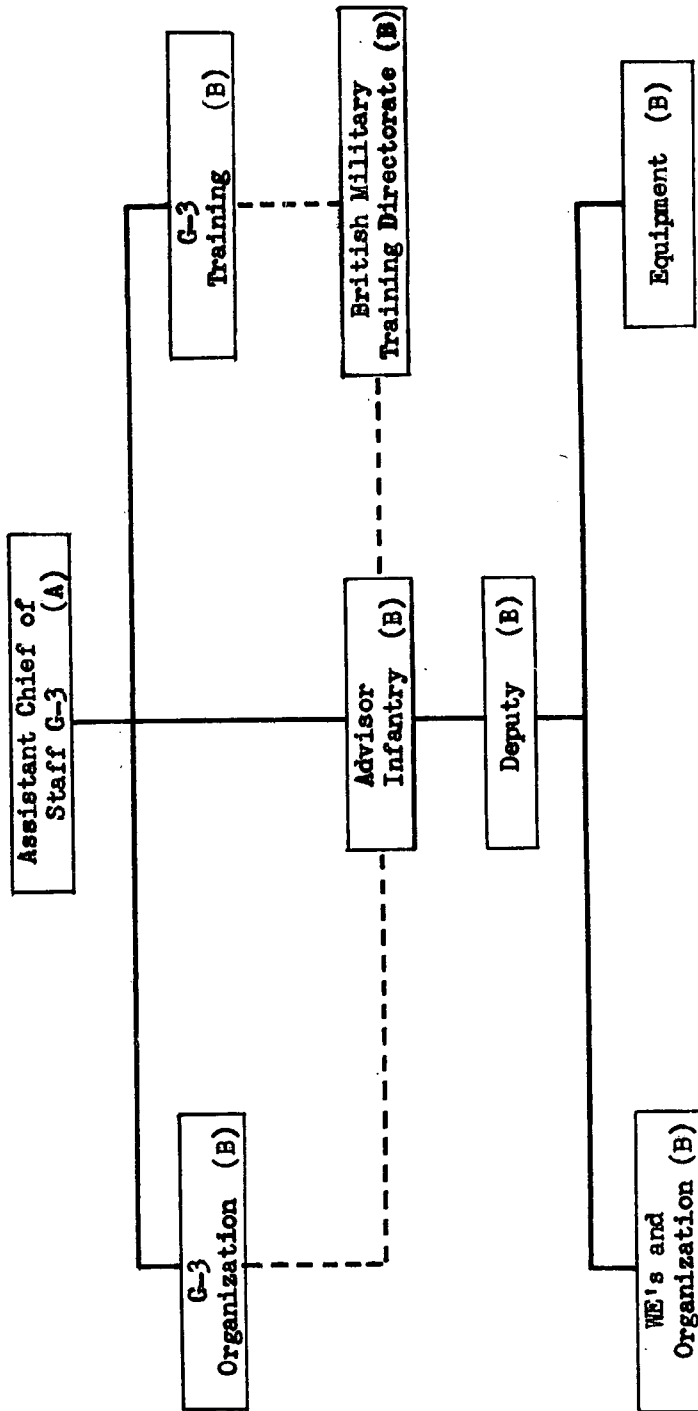 Assistant Chief of
Staff G-3 (A)
G-3
Organization (B)
G-3
Training (B)
Advisor
Infantry (B)
British Military
Training Directorate (B)
Deputy (B)
WE's and
Organization (B)
Equipment (B)